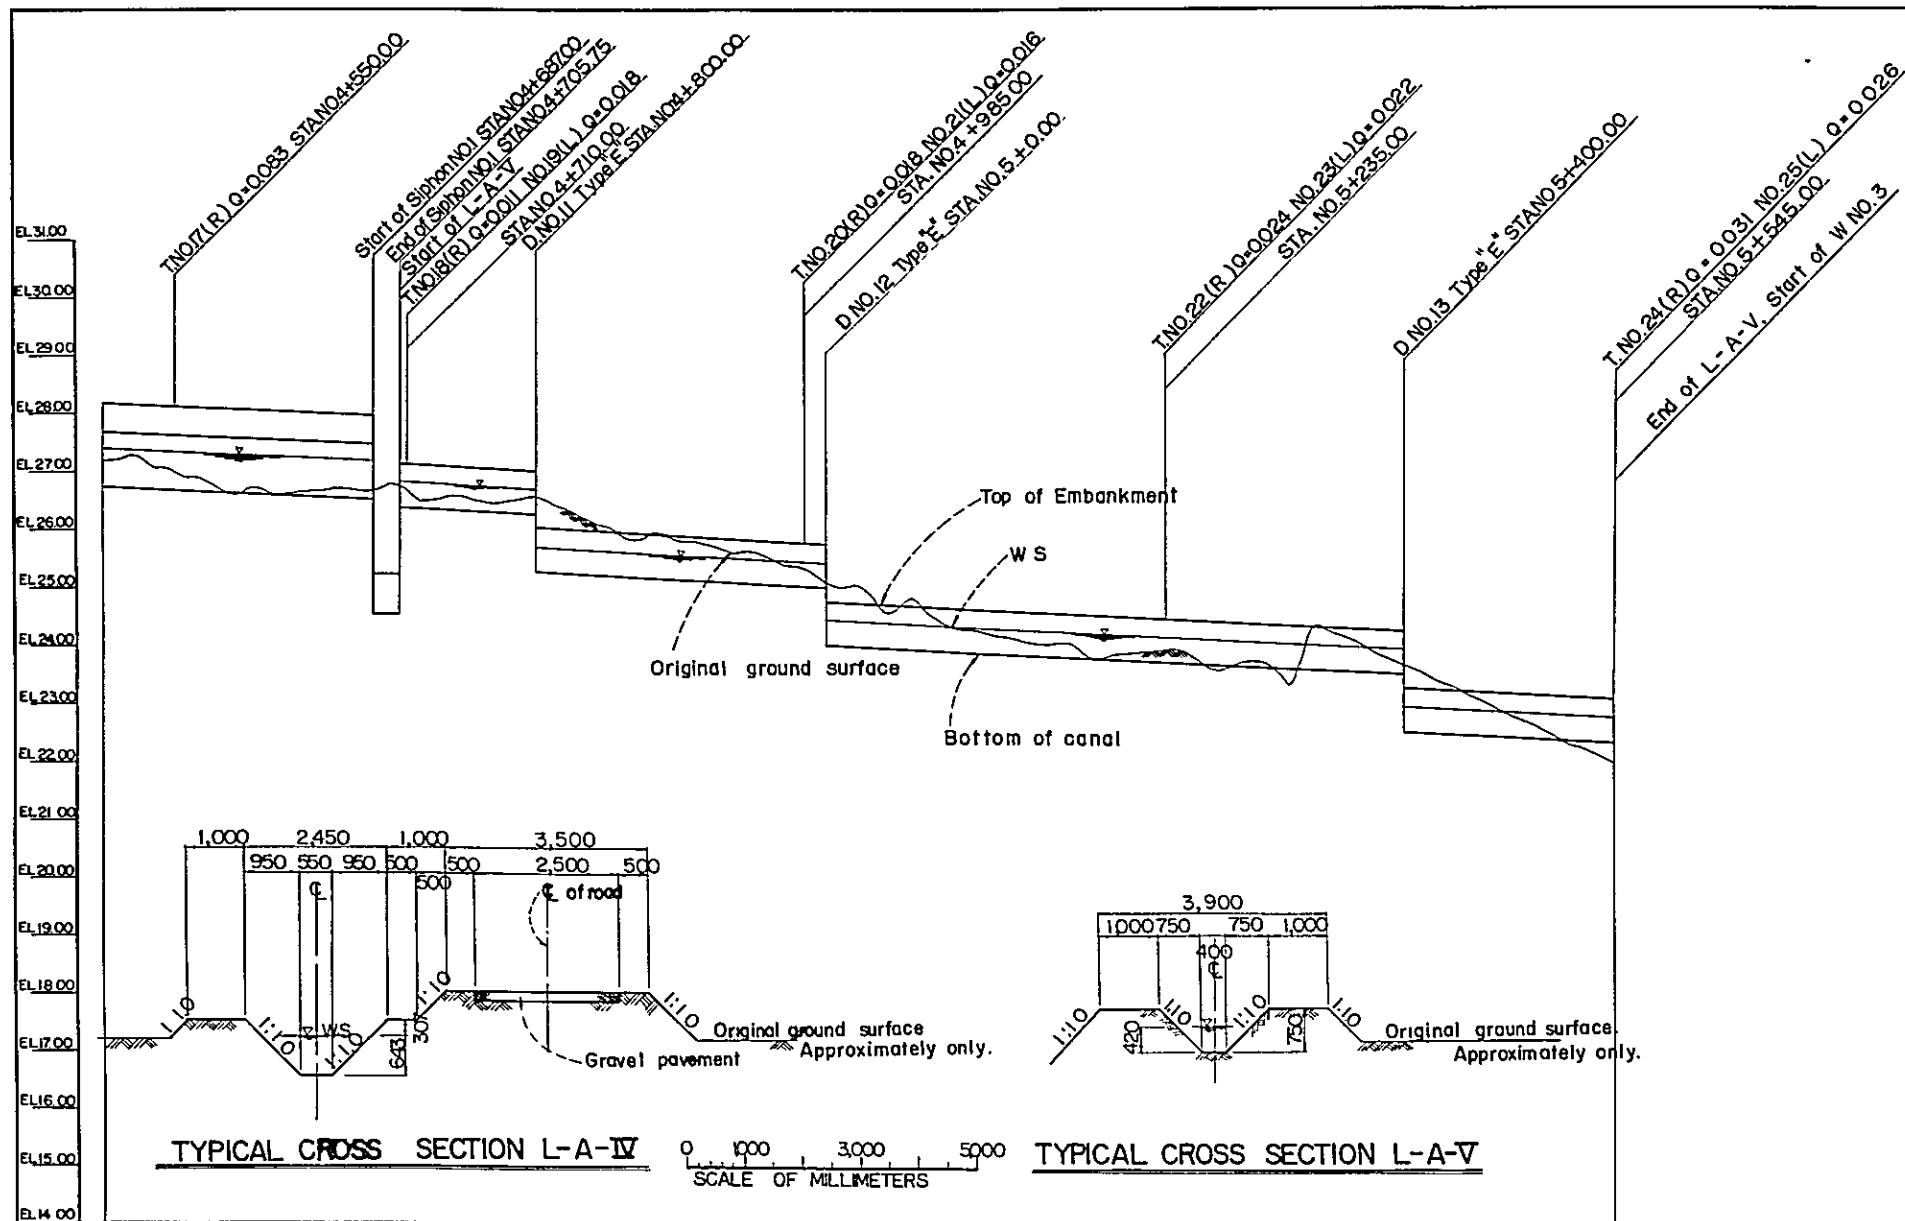 T.NO.17(R) Q=0.083 STA.NO.4+550.00
Start of Siphon NO.1 STA.NO.4+687.00
End of Siphon NO.1 STA.NO.4+705.75
Start of L-A-V
T.NO.18(R) Q=0.011 NO.19(L) Q=0.018
STA.NO.4+710.00
D.NO.11 Type "E" STA.NO.4+800.00
T.NO.20(R) Q=0.018 NO.21(L) Q=0.016
STA. NO.4+985.00
D.NO.12 Type "E" STA.NO.5+0.00
T.NO.22(R) Q=0.024 NO.23(L) Q=0.022
STA. NO.5+235.00
D.NO.13 Type "E" STA.NO.5+400.00
T.NO.24(R) Q=0.031 NO.25(L) Q=0.026
STA.NO.5+545.00
End of L-A-V, Start of W NO.3
EL.31.00
EL.30.00
EL.29.00
EL.28.00
EL.27.00
EL.26.00
EL.25.00
EL.24.00
EL.23.00
EL.22.00
EL.21.00
EL.20.00
EL.19.00
EL.18.00
EL.17.00
EL.16.00
EL.15.00
EL.14.00
Top of Embankment
W S
Original ground surface
Bottom of canal
1,000 2,450 1,000 3,500
950 550 950 500 500 2,500 500
500
℄
℄ of road
1:1.0
1:1.0
W.S
1:1.0
1:1.0
1:1.0
643
307
Gravel pavement
Original ground surface
Approximately only.
TYPICAL CROSS SECTION L-A-IV
0 1000 3,000 5000
SCALE OF MILLIMETERS
3,900
1,000 750 750 1,000
400
℄
1:1.0
1:1.0
1:1.0
1:1.0
420
750
Original ground surface
Approximately only.
TYPICAL CROSS SECTION L-A-V